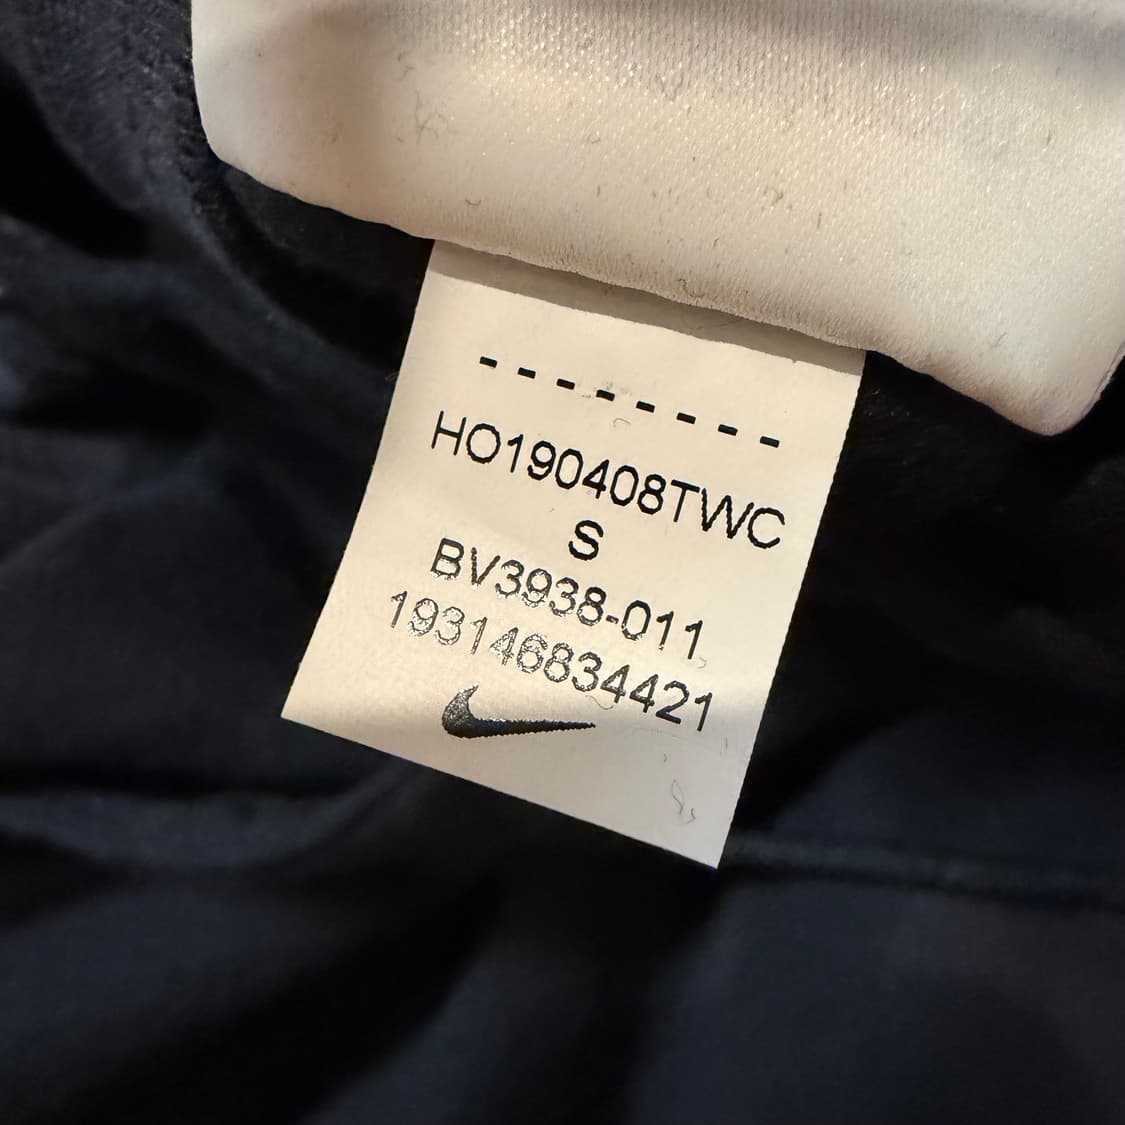 --------
HO190408TWC
S
BV3938-011
193146834421